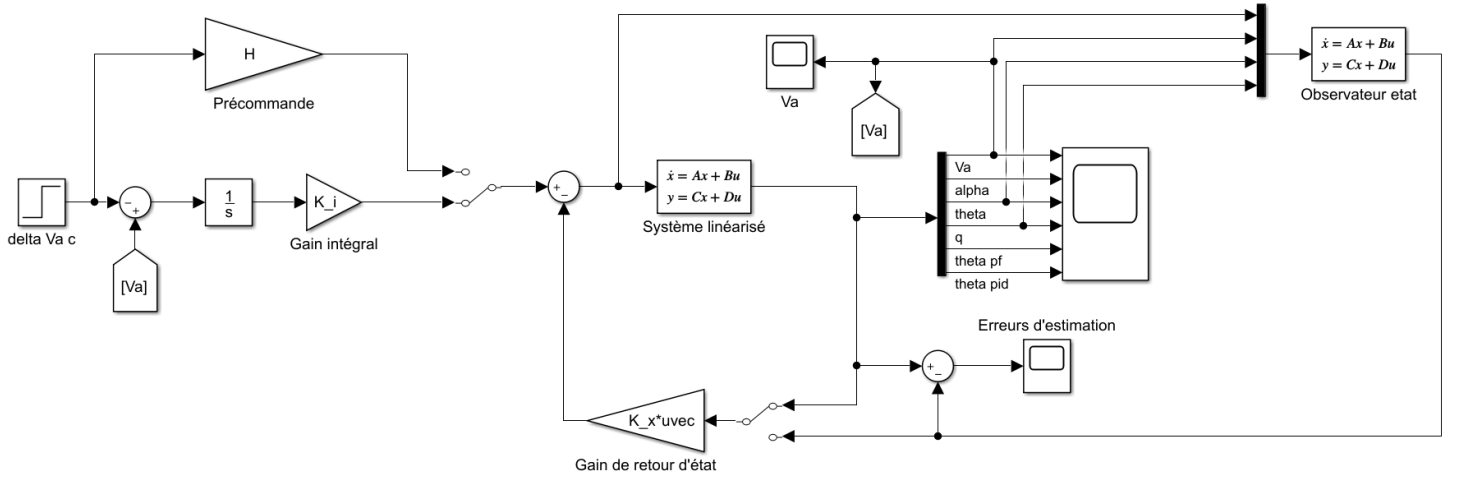 H
Précommande
delta Va c
−
+
1
s
K_i
Gain intégral
[Va]
+
−
ẋ = Ax + Bu
y = Cx + Du
Système linéarisé
Va
[Va]
Va
alpha
theta
q
theta pf
theta pid
ẋ = Ax + Bu
y = Cx + Du
Observateur etat
Erreurs d'estimation
+
−
K_x*uvec
Gain de retour d'état